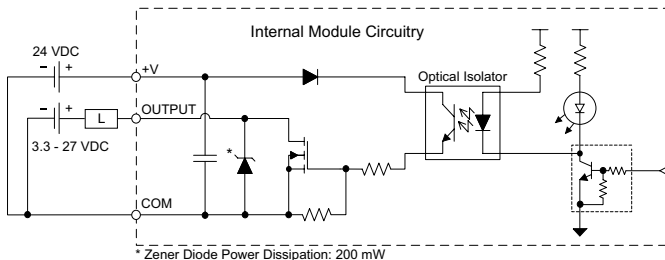 Internal Module Circuitry
24 VDC
− +
+V
Optical Isolator
− +
L
OUTPUT
3.3 - 27 VDC
*
COM
* Zener Diode Power Dissipation: 200 mW